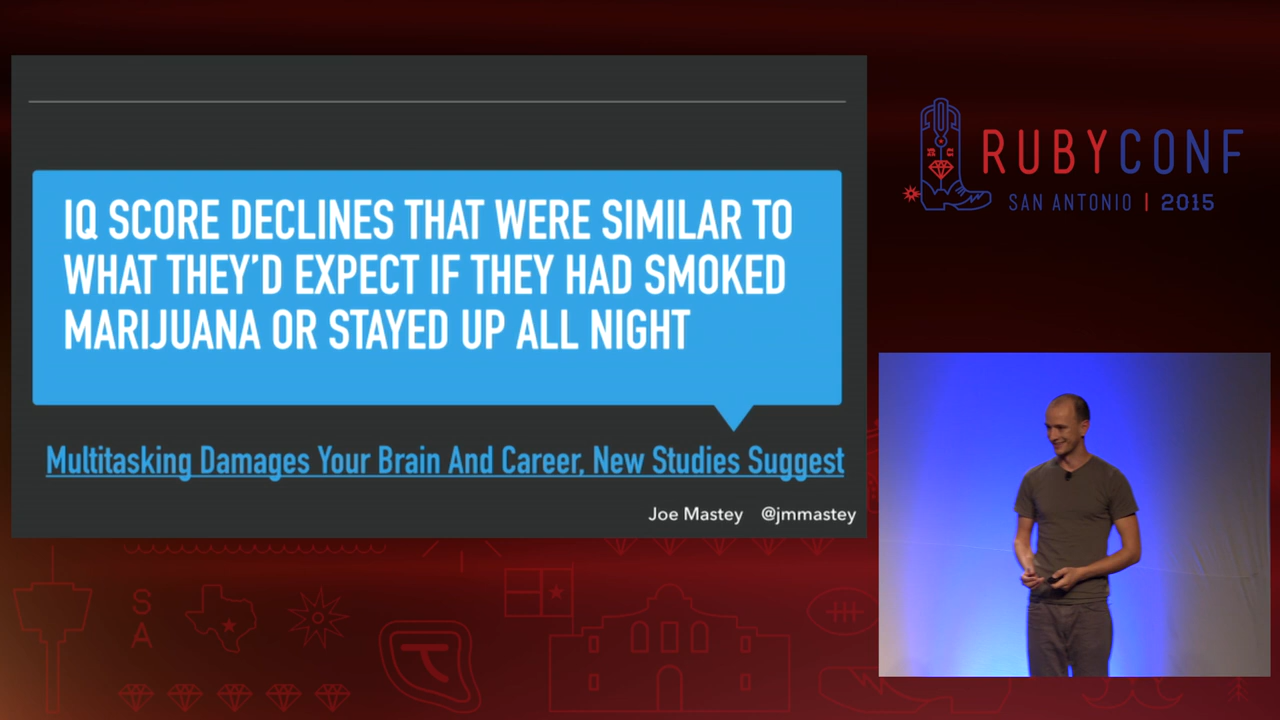 IQ SCORE DECLINES THAT WERE SIMILAR TO
WHAT THEY'D EXPECT IF THEY HAD SMOKED
MARIJUANA OR STAYED UP ALL NIGHT
Multitasking Damages Your Brain And Career, New Studies Suggest
Joe Mastey @jmmastey
RUBYCONF
SAN ANTONIO | 2015
R C
S
A